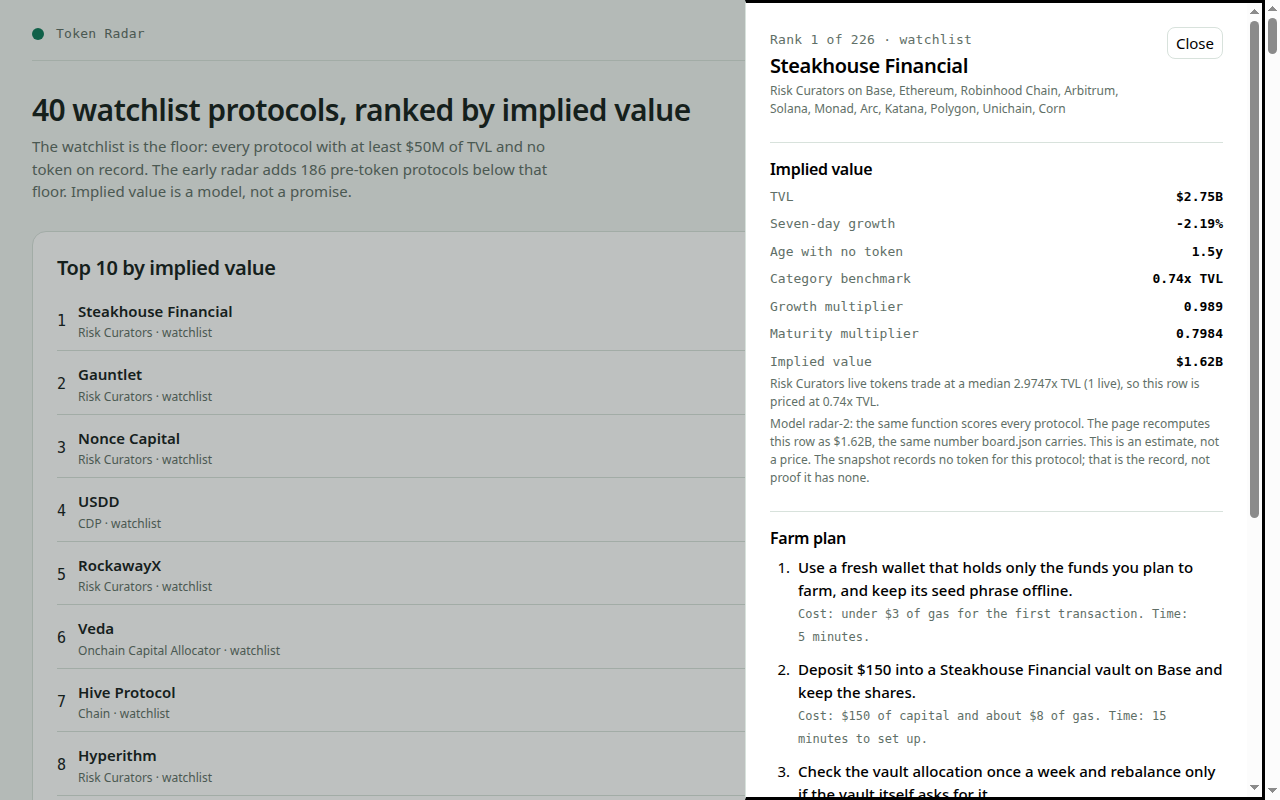 Token Radar
40 watchlist protocols, ranked by implied value
The watchlist is the floor: every protocol with at least $50M of TVL and no
token on record. The early radar adds 186 pre-token protocols below that
floor. Implied value is a model, not a promise.
Top 10 by implied value
1
Steakhouse Financial
Risk Curators · watchlist
2
Gauntlet
Risk Curators · watchlist
3
Nonce Capital
Risk Curators · watchlist
4
USDD
CDP · watchlist
5
RockawayX
Risk Curators · watchlist
6
Veda
Onchain Capital Allocator · watchlist
7
Hive Protocol
Chain · watchlist
8
Hyperithm
Risk Curators · watchlist
Rank 1 of 226 · watchlist
Close
Steakhouse Financial
Risk Curators on Base, Ethereum, Robinhood Chain, Arbitrum,
Solana, Monad, Arc, Katana, Polygon, Unichain, Corn
Implied value
TVL $2.75B
Seven-day growth -2.19%
Age with no token 1.5y
Category benchmark 0.74x TVL
Growth multiplier 0.989
Maturity multiplier 0.7984
Implied value $1.62B
Risk Curators live tokens trade at a median 2.9747x TVL (1 live), so this row is
priced at 0.74x TVL.
Model radar-2: the same function scores every protocol. The page recomputes
this row as $1.62B, the same number board.json carries. This is an estimate, not
a price. The snapshot records no token for this protocol; that is the record, not
proof it has none.
Farm plan
1. Use a fresh wallet that holds only the funds you plan to
farm, and keep its seed phrase offline.
Cost: under $3 of gas for the first transaction. Time:
5 minutes.
2. Deposit $150 into a Steakhouse Financial vault on Base and
keep the shares.
Cost: $150 of capital and about $8 of gas. Time: 15
minutes to set up.
3. Check the vault allocation once a week and rebalance only
if the vault itself asks for it.